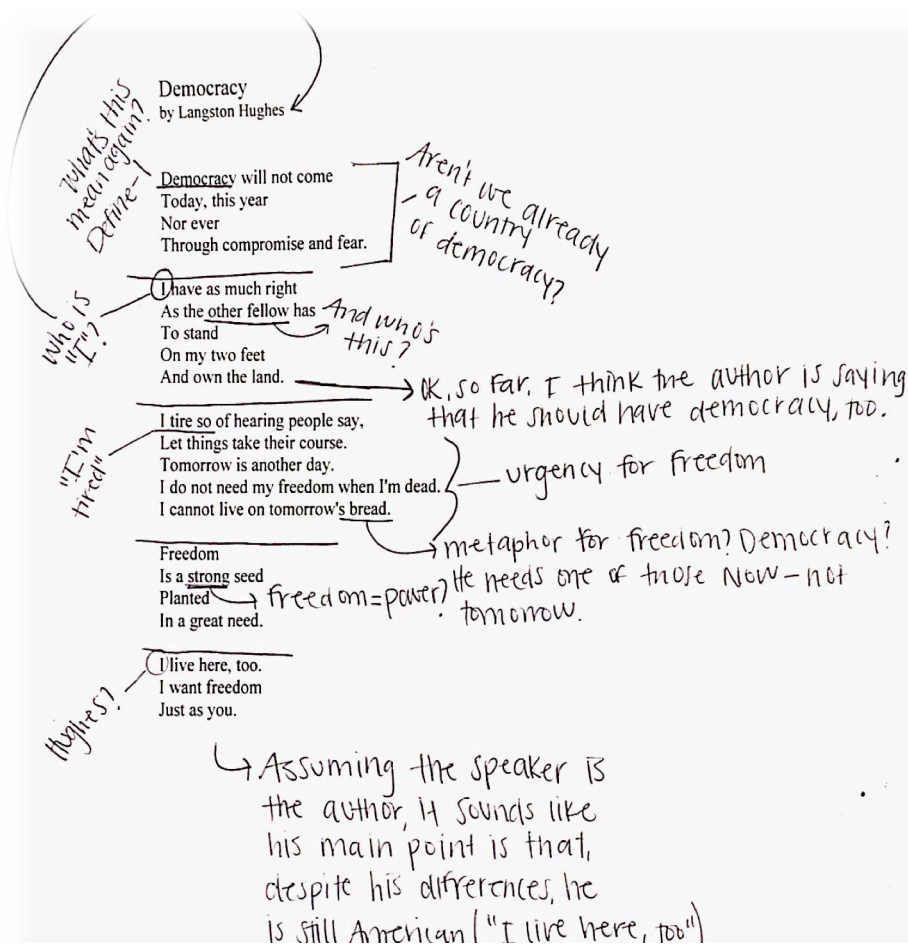 Democracy
by Langston Hughes
What's this
mean again?
Define-
Democracy will not come
Today, this year
Nor ever
Through compromise and fear.
Aren't we already
a country
of democracy?
Who is
"I"?
I have as much right
As the other fellow has
To stand
On my two feet
And own the land.
And who's
this?
OK, so far, I think the author is saying
that he should have democracy, too.
"I'm
tired"
I tire so of hearing people say,
Let things take their course.
Tomorrow is another day.
I do not need my freedom when I'm dead.
I cannot live on tomorrow's bread.
urgency for freedom
metaphor for freedom? Democracy?
He needs one of those NOW - not
tomorrow.
Freedom
Is a strong seed
Planted
In a great need.
freedom=power?
Hughes?
I live here, too.
I want freedom
Just as you.
Assuming the speaker is
the author, it sounds like
his main point is that,
despite his differences, he
is still American ("I live here, too")